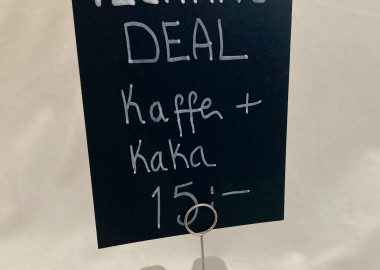 DEAL
Kaffe +
Kaka
15:-